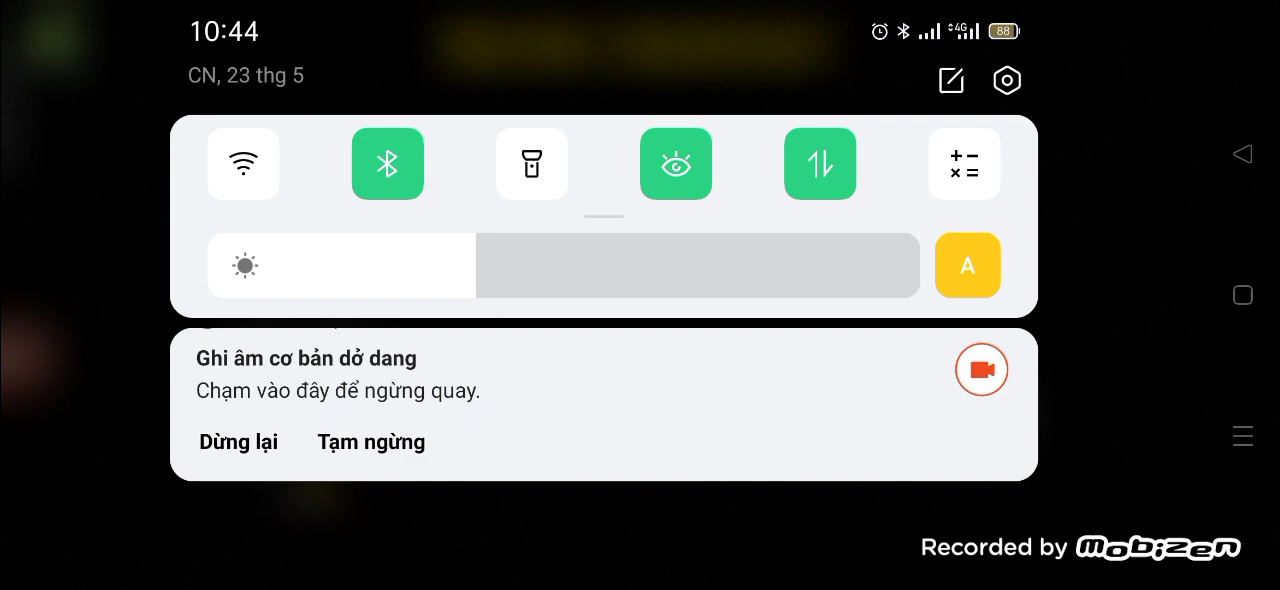 10:44
4G
88
CN, 23 thg 5
A
Ghi âm cơ bản dở dang
Chạm vào đây để ngừng quay.
Dừng lại Tạm ngừng
Recorded by mobizen